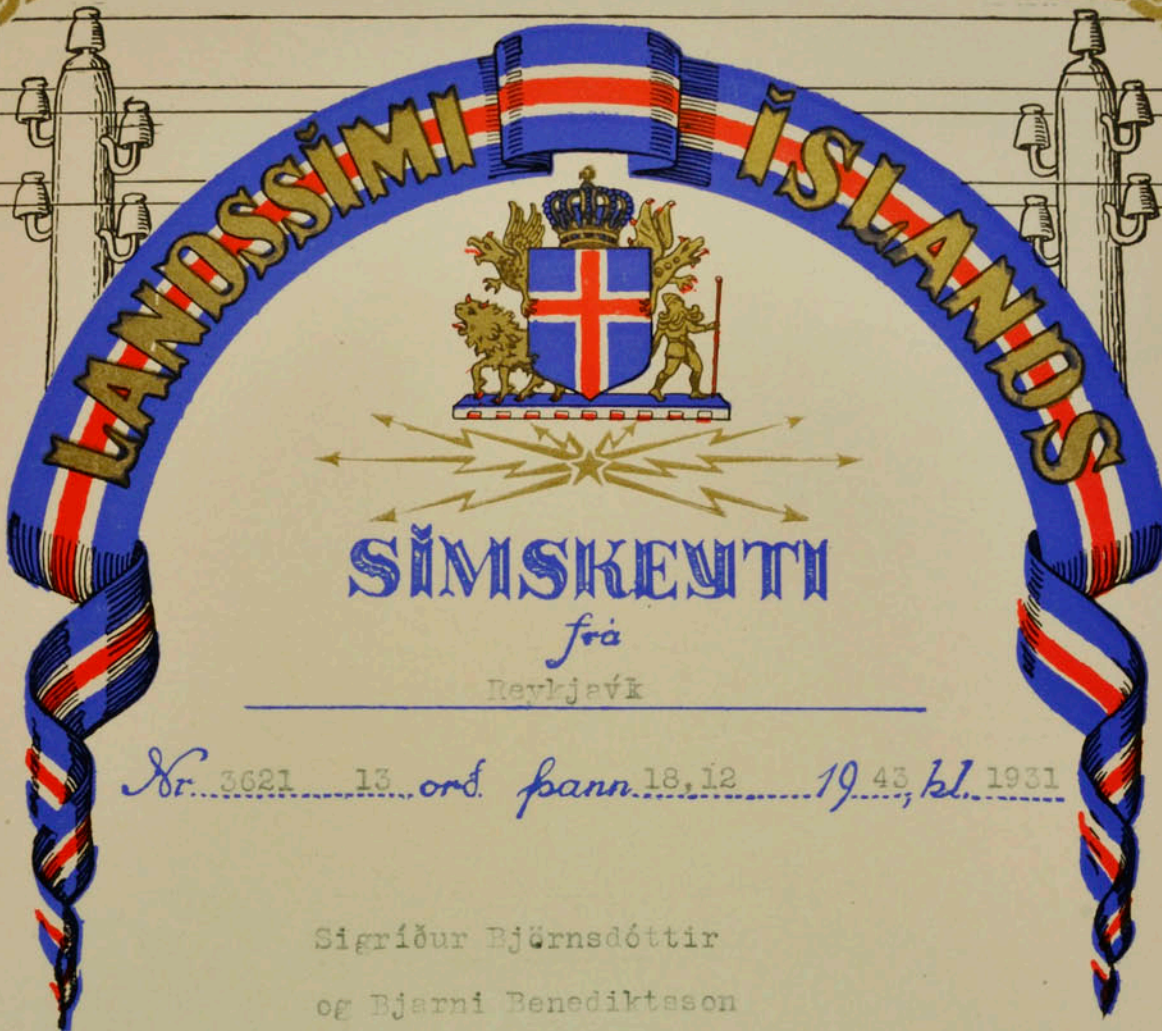 LANDSSÍMI ÍSLANDS
SÍMSKEYTI
frá
Reykjavík
Nr. 3621 13 orð. þann 18,12 19 43, kl. 1931
Sigríður Björnsdóttir
og Bjarni Benediktsson